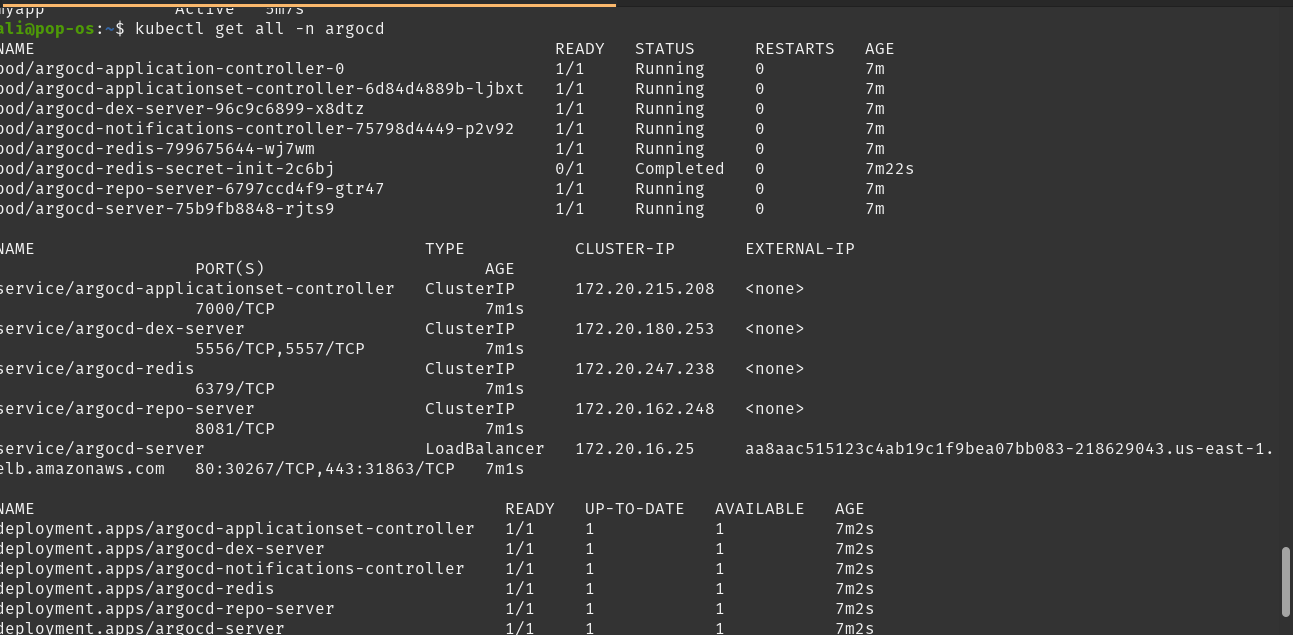 myapp Active 5m7s
ali@pop-os:~$ kubectl get all -n argocd
NAME READY STATUS RESTARTS AGE
pod/argocd-application-controller-0 1/1 Running 0 7m
pod/argocd-applicationset-controller-6d84d4889b-ljbxt 1/1 Running 0 7m
pod/argocd-dex-server-96c9c6899-x8dtz 1/1 Running 0 7m
pod/argocd-notifications-controller-75798d4449-p2v92 1/1 Running 0 7m
pod/argocd-redis-799675644-wj7wm 1/1 Running 0 7m
pod/argocd-redis-secret-init-2c6bj 0/1 Completed 0 7m22s
pod/argocd-repo-server-6797ccd4f9-gtr47 1/1 Running 0 7m
pod/argocd-server-75b9fb8848-rjts9 1/1 Running 0 7m
NAME TYPE CLUSTER-IP EXTERNAL-IP
PORT(S) AGE
service/argocd-applicationset-controller ClusterIP 172.20.215.208 <none>
7000/TCP 7m1s
service/argocd-dex-server ClusterIP 172.20.180.253 <none>
5556/TCP,5557/TCP 7m1s
service/argocd-redis ClusterIP 172.20.247.238 <none>
6379/TCP 7m1s
service/argocd-repo-server ClusterIP 172.20.162.248 <none>
8081/TCP 7m1s
service/argocd-server LoadBalancer 172.20.16.25 aa8aac515123c4ab19c1f9bea07bb083-218629043.us-east-1.
elb.amazonaws.com 80:30267/TCP,443:31863/TCP 7m1s
NAME READY UP-TO-DATE AVAILABLE AGE
deployment.apps/argocd-applicationset-controller 1/1 1 1 7m2s
deployment.apps/argocd-dex-server 1/1 1 1 7m2s
deployment.apps/argocd-notifications-controller 1/1 1 1 7m2s
deployment.apps/argocd-redis 1/1 1 1 7m2s
deployment.apps/argocd-repo-server 1/1 1 1 7m2s
deployment.apps/argocd-server 1/1 1 1 7m2s